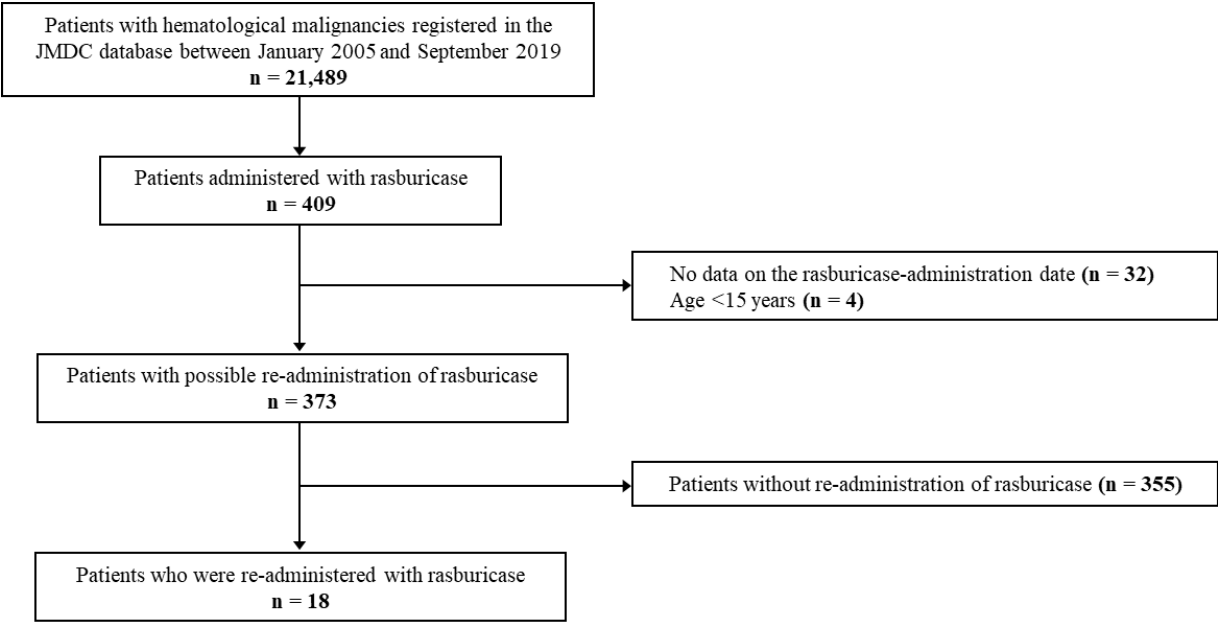 Patients with hematological malignancies registered in the
JMDC database between January 2005 and September 2019
n = 21,489
Patients administered with rasburicase
n = 409
No data on the rasburicase-administration date (n = 32)
Age <15 years (n = 4)
Patients with possible re-administration of rasburicase
n = 373
Patients without re-administration of rasburicase (n = 355)
Patients who were re-administered with rasburicase
n = 18